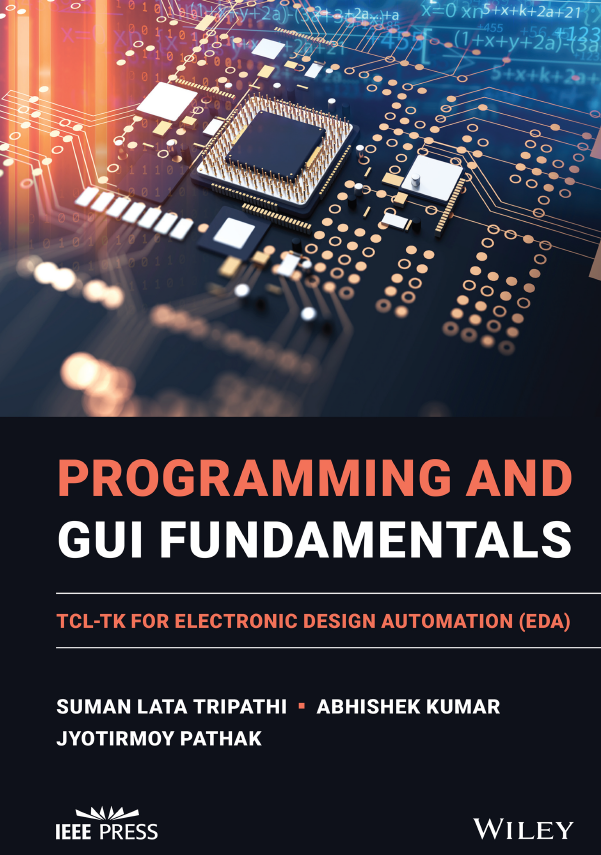 PROGRAMMING AND
GUI FUNDAMENTALS
TCL-TK FOR ELECTRONIC DESIGN AUTOMATION (EDA)
SUMAN LATA TRIPATHI ▪ ABHISHEK KUMAR
JYOTIRMOY PATHAK
IEEE PRESS
WILEY